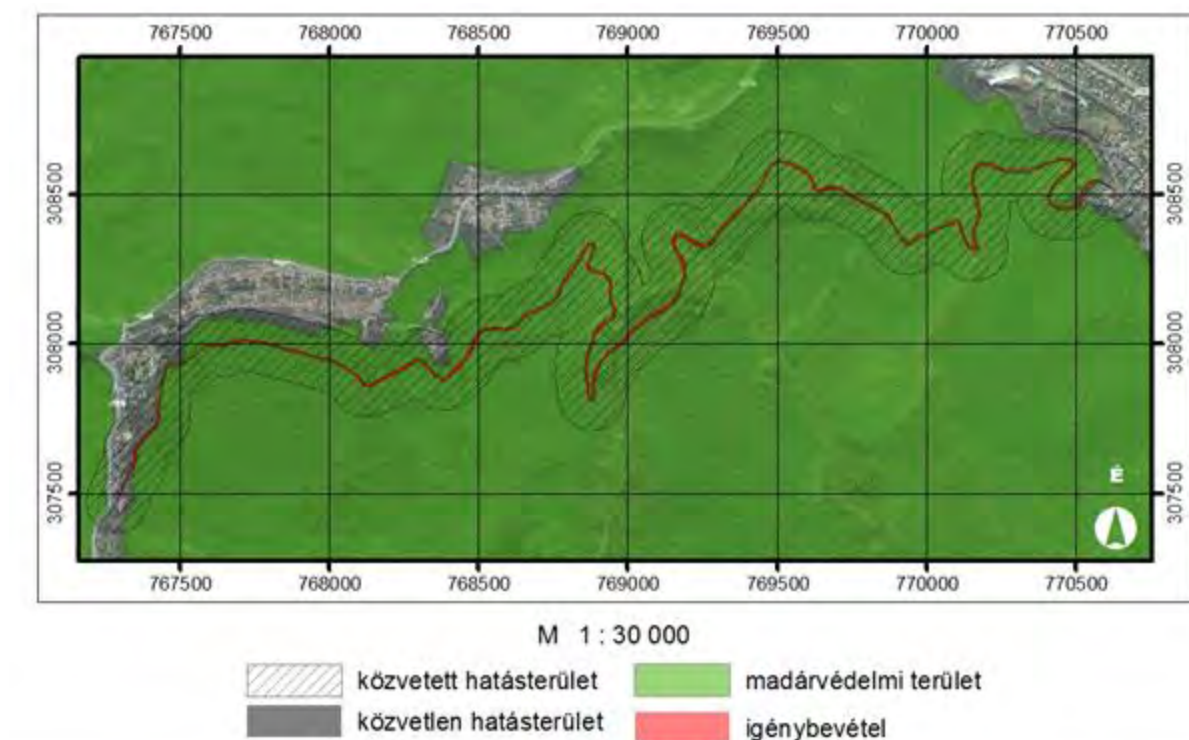 767500 768000 768500 769000 769500 770000 770500
308500 308500
308000 308000
307500 307500
É
767500 768000 768500 769000 769500 770000 770500
M 1 : 30 000
közvetett hatásterület madárvédelmi terület
közvetlen hatásterület igénybevétel